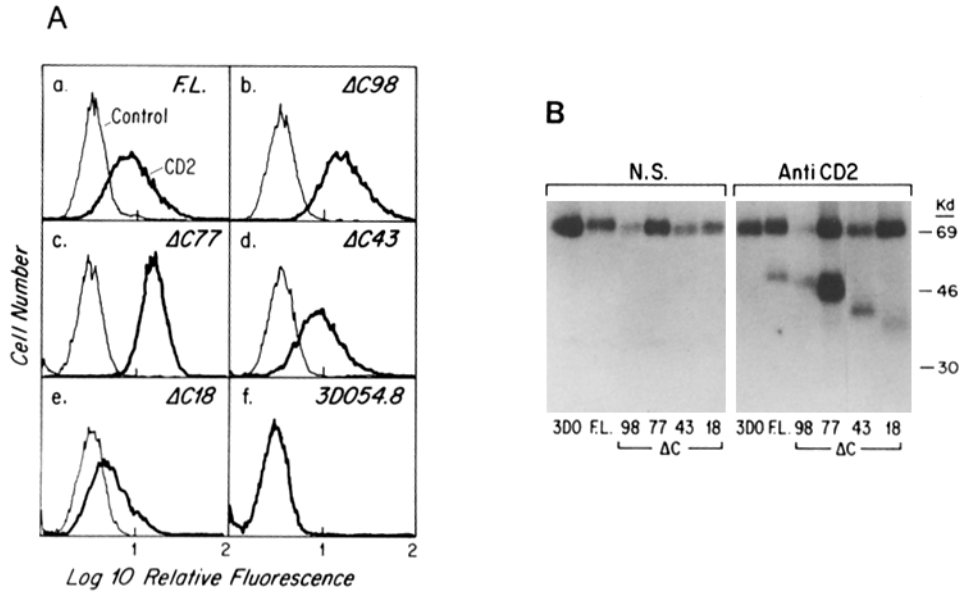 A
a. F.L.
Control
CD2
b. ΔC98
c. ΔC77
d. ΔC43
e. ΔC18
f. 3DO54.8
Cell Number
1 2 1 2
Log 10 Relative Fluorescence
B
N.S. Anti CD2
Kd
69
46
30
3DO F.L. 98 77 43 18 3DO F.L. 98 77 43 18
ΔC ΔC